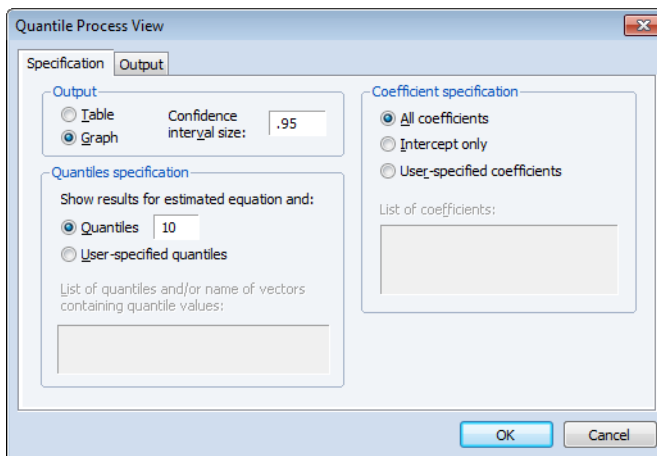 Quantile Process View
Specification
Output
Output
Table
Graph
Confidence
interval size:
.95
Quantiles specification
Show results for estimated equation and:
Quantiles
10
User-specified quantiles
List of quantiles and/or name of vectors
containing quantile values:
Coefficient specification
All coefficients
Intercept only
User-specified coefficients
List of coefficients:
OK
Cancel